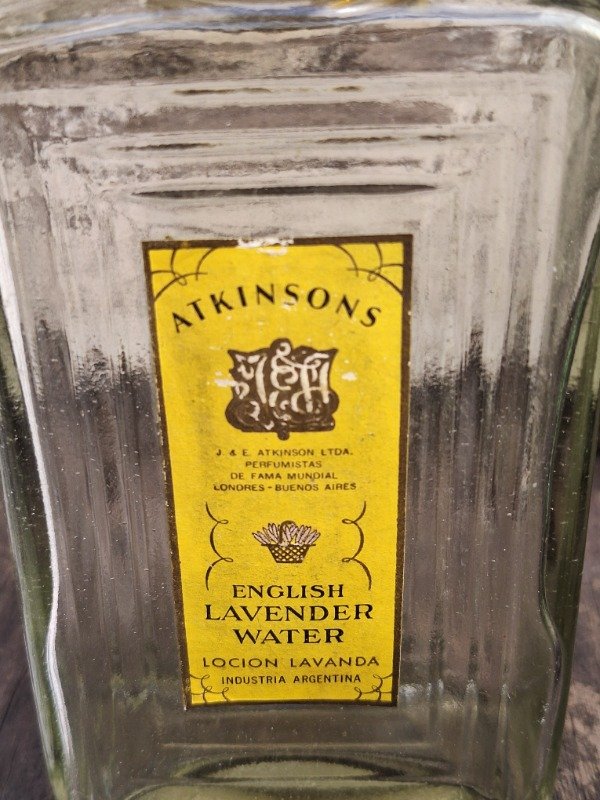 ATKINSONS
J. & E. ATKINSON LTDA.
PERFUMISTAS
DE FAMA MUNDIAL
LONDRES - BUENOS AIRES
ENGLISH
LAVENDER
WATER
LOCION LAVANDA
INDUSTRIA ARGENTINA